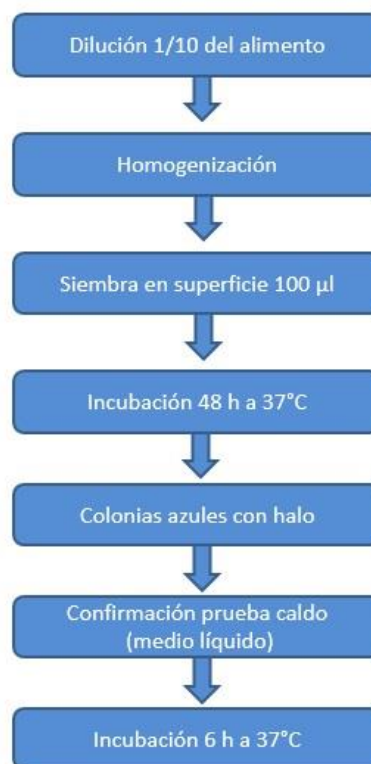 Dilución 1/10 del alimento
Homogenización
Siembra en superficie 100 µl
Incubación 48 h a 37°C
Colonias azules con halo
Confirmación prueba caldo
(medio líquido)
Incubación 6 h a 37°C